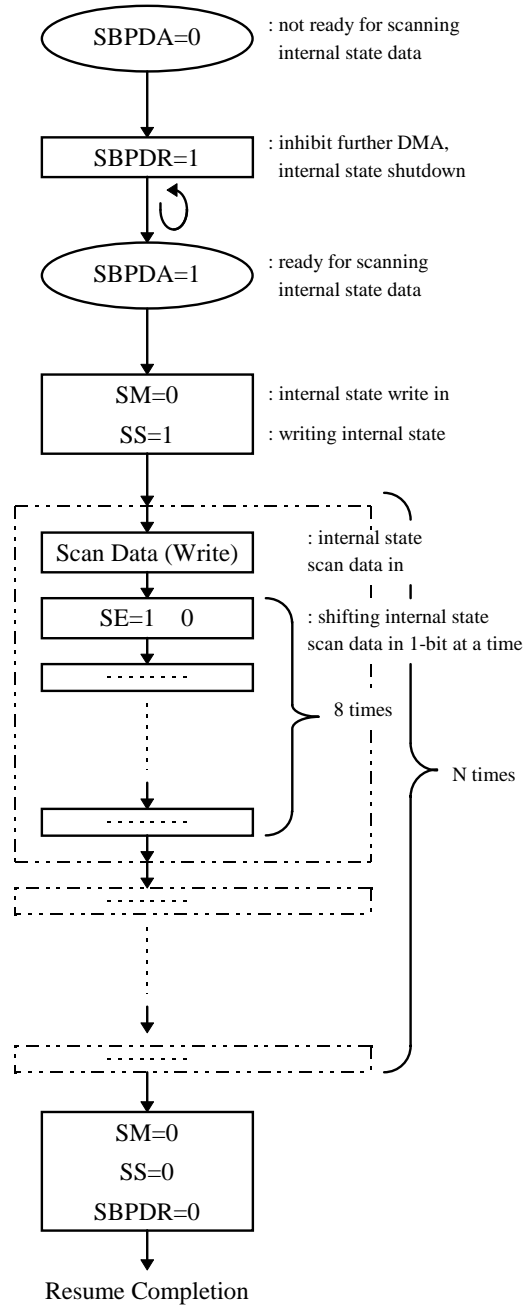 SBPDA=0
: not ready for scanning
internal state data
SBPDR=1
: inhibit further DMA,
internal state shutdown
SBPDA=1
: ready for scanning
internal state data
SM=0
: internal state write in
SS=1
: writing internal state
Scan Data (Write)
: internal state
scan data in
SE=1 0
: shifting internal state
scan data in 1-bit at a time
8 times
N times
SM=0
SS=0
SBPDR=0
Resume Completion